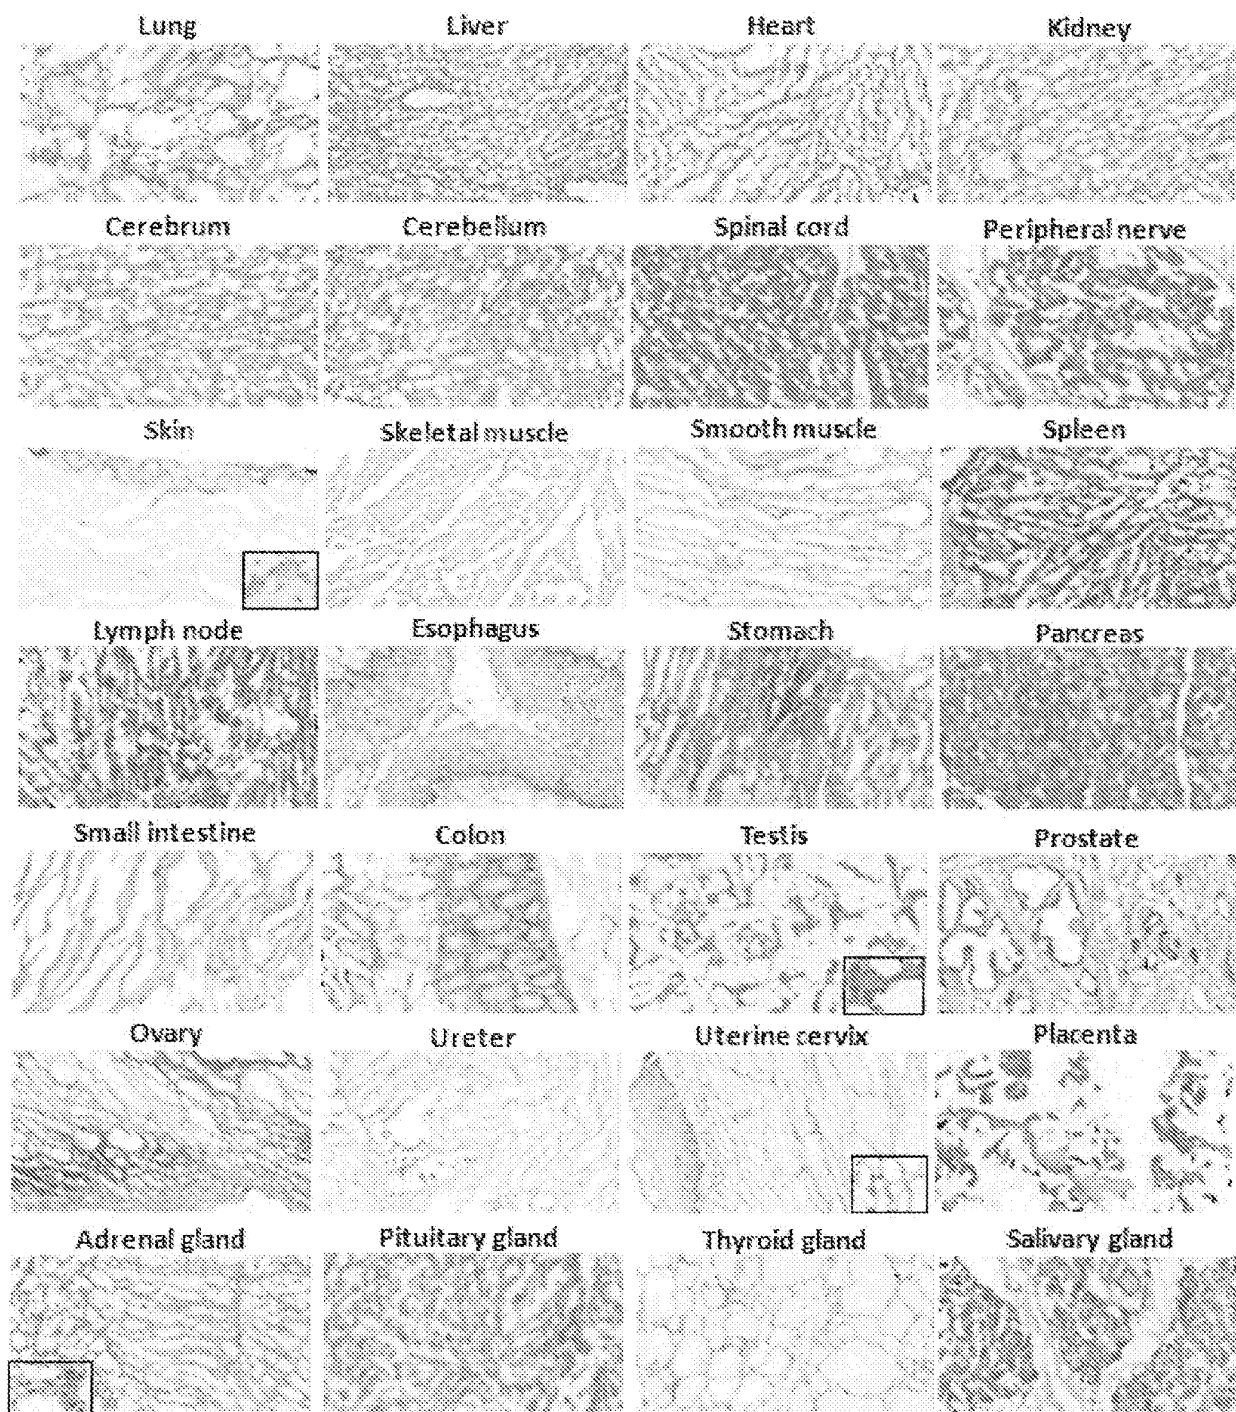 Lung Liver Heart Kidney
Cerebrum Cerebellum Spinal cord Peripheral nerve
Skin Skeletal muscle Smooth muscle Spleen
Lymph node Esophagus Stomach Pancreas
Small intestine Colon Testis Prostate
Ovary Ureter Uterine cervix Placenta
Adrenal gland Pituitary gland Thyroid gland Salivary gland